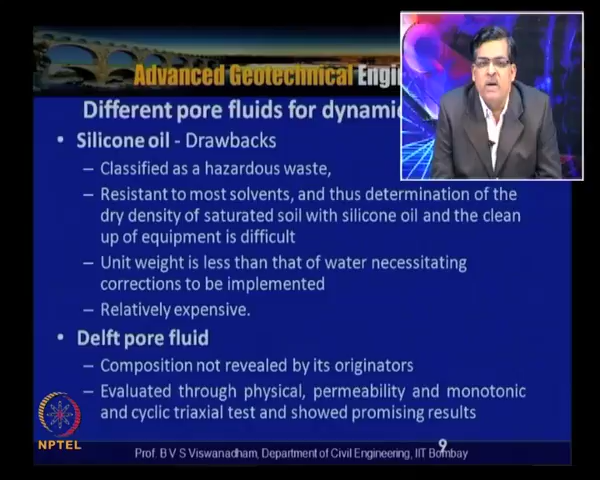 Advanced Geotechnical Engi
Different pore fluids for dynamic
• Silicone oil - Drawbacks
– Classified as a hazardous waste,
– Resistant to most solvents, and thus determination of the
dry density of saturated soil with silicone oil and the clean
up of equipment is difficult
– Unit weight is less than that of water necessitating
corrections to be implemented
– Relatively expensive.
• Delft pore fluid
– Composition not revealed by its originators
– Evaluated through physical, permeability and monotonic
and cyclic triaxial test and showed promising results
NPTEL
9
Prof. B V S Viswanadham, Department of Civil Engineering, IIT Bombay